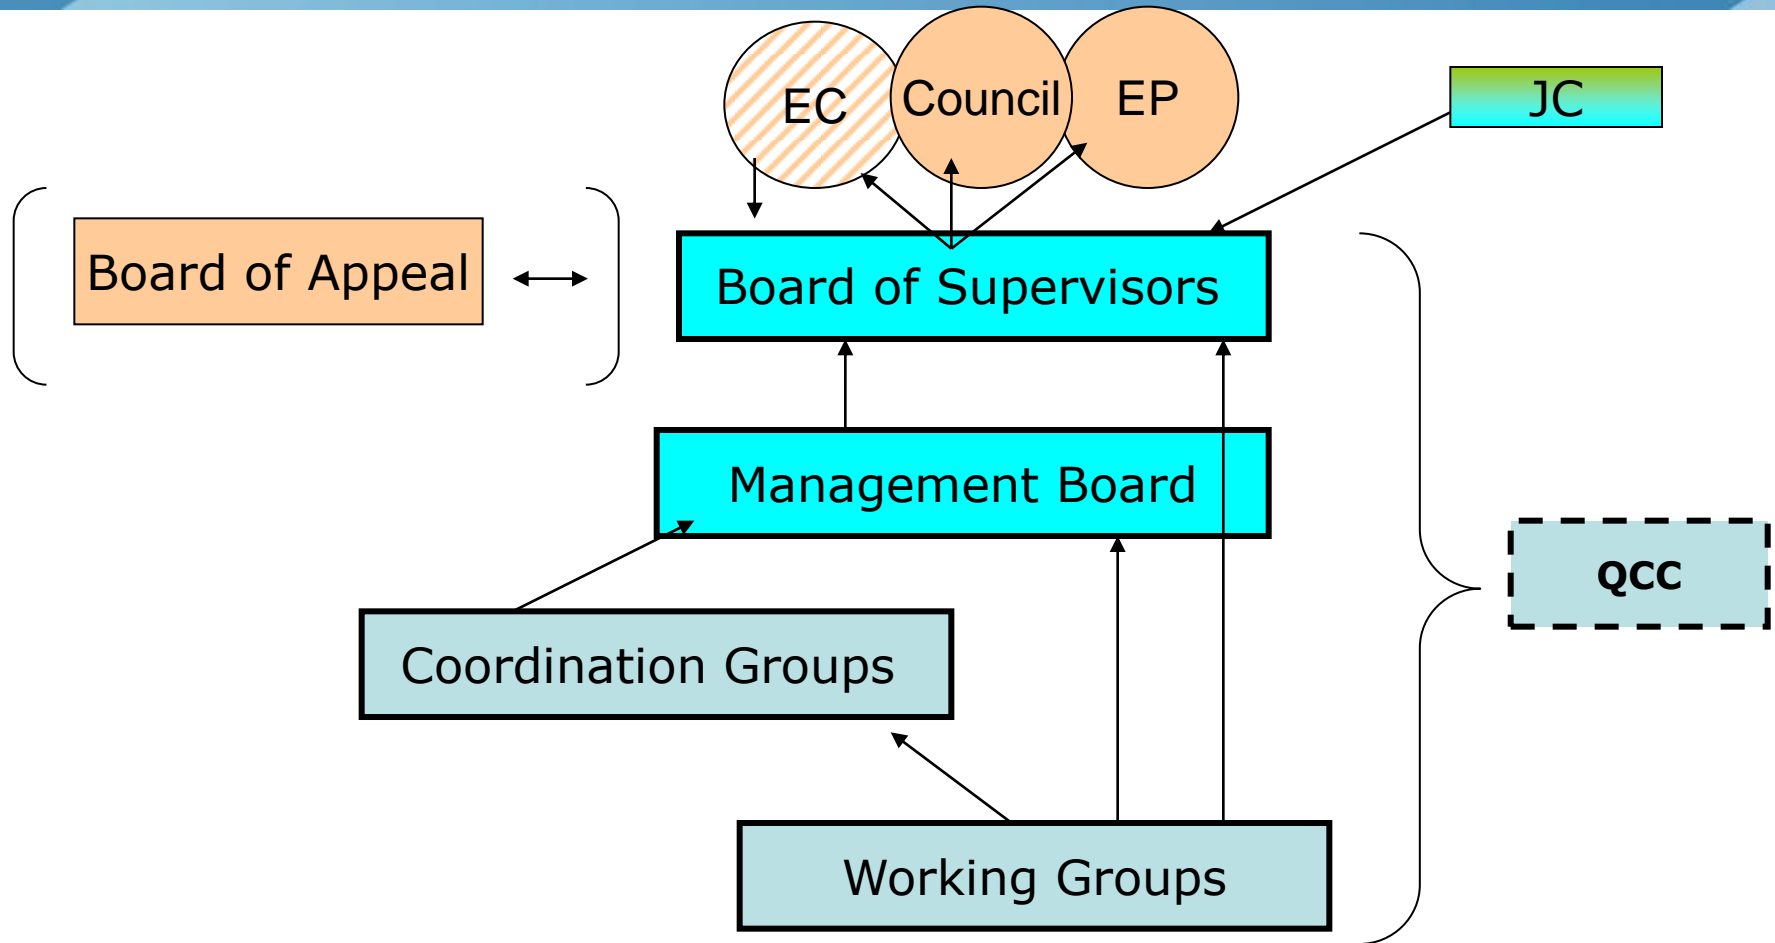 EC
Council
EP
JC
Board of Appeal
Board of Supervisors
Management Board
QCC
Coordination Groups
Working Groups